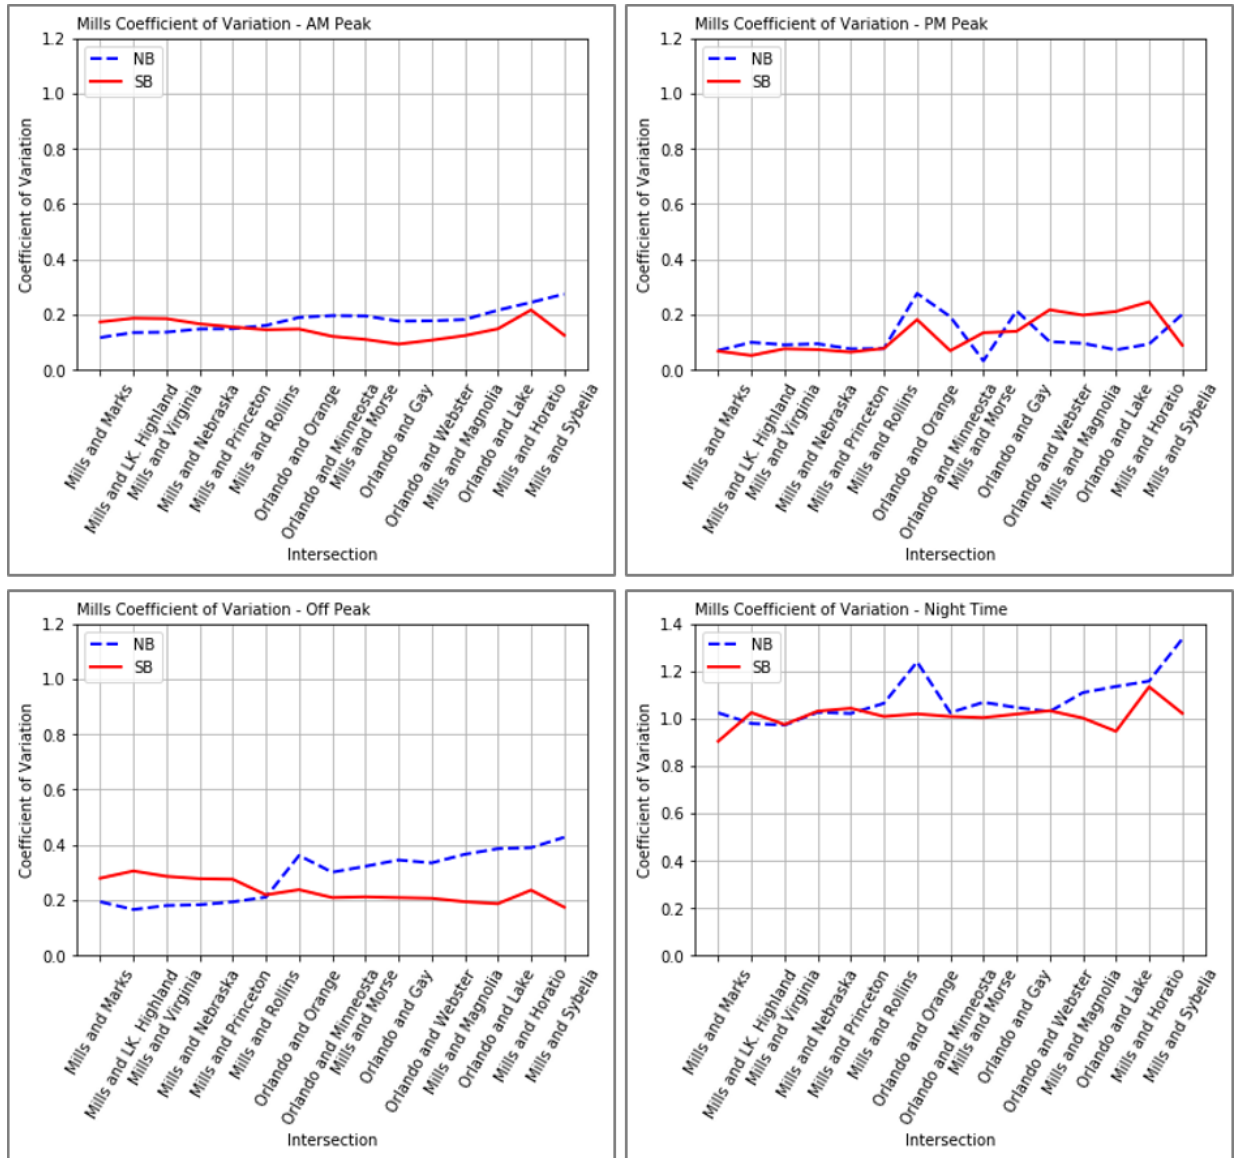 Mills Coefficient of Variation - AM Peak
1.2
1.0
0.8
0.6
0.4
0.2
0.0
Coefficient of Variation
NB
SB
Mills and Marks
Mills and LK. Highland
Mills and Virginia
Mills and Nebraska
Mills and Princeton
Mills and Rollins
Orlando and Orange
Orlando and Minneosta
Mills and Morse
Orlando and Gay
Orlando and Webster
Mills and Magnolia
Orlando and Lake
Mills and Horatio
Mills and Sybelia
Intersection
Mills Coefficient of Variation - PM Peak
1.2
1.0
0.8
0.6
0.4
0.2
0.0
Coefficient of Variation
NB
SB
Mills and Marks
Mills and LK. Highland
Mills and Virginia
Mills and Nebraska
Mills and Princeton
Mills and Rollins
Orlando and Orange
Orlando and Minneosta
Mills and Morse
Orlando and Gay
Orlando and Webster
Mills and Magnolia
Orlando and Lake
Mills and Horatio
Mills and Sybelia
Intersection
Mills Coefficient of Variation - Off Peak
1.2
1.0
0.8
0.6
0.4
0.2
0.0
Coefficient of Variation
NB
SB
Mills and Marks
Mills and LK. Highland
Mills and Virginia
Mills and Nebraska
Mills and Princeton
Mills and Rollins
Orlando and Orange
Orlando and Minneosta
Mills and Morse
Orlando and Gay
Orlando and Webster
Mills and Magnolia
Orlando and Lake
Mills and Horatio
Mills and Sybelia
Intersection
Mills Coefficient of Variation - Night Time
1.4
1.2
1.0
0.8
0.6
0.4
0.2
0.0
Coefficient of Variation
NB
SB
Mills and Marks
Mills and LK. Highland
Mills and Virginia
Mills and Nebraska
Mills and Princeton
Mills and Rollins
Orlando and Orange
Orlando and Minneosta
Mills and Morse
Orlando and Gay
Orlando and Webster
Mills and Magnolia
Orlando and Lake
Mills and Horatio
Mills and Sybelia
Intersection